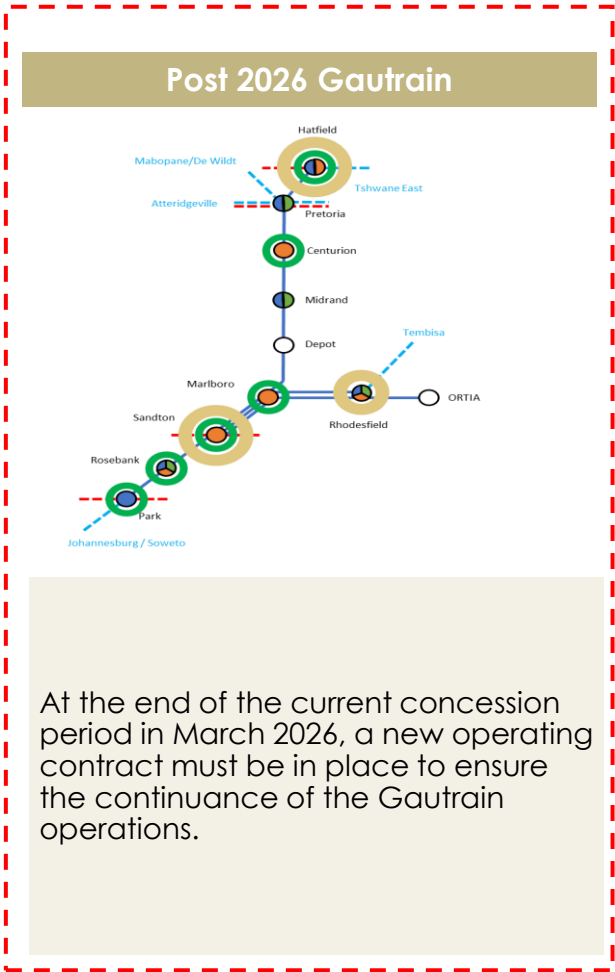 Post 2026 Gautrain
Hatfield
Mabopane/De Wildt
Tshwane East
Atteridgeville
Pretoria
Centurion
Midrand
Tembisa
Depot
Marlboro
ORTIA
Sandton
Rhodesfield
Rosebank
Park
Johannesburg / Soweto
At the end of the current concession
period in March 2026, a new operating
contract must be in place to ensure
the continuance of the Gautrain
operations.